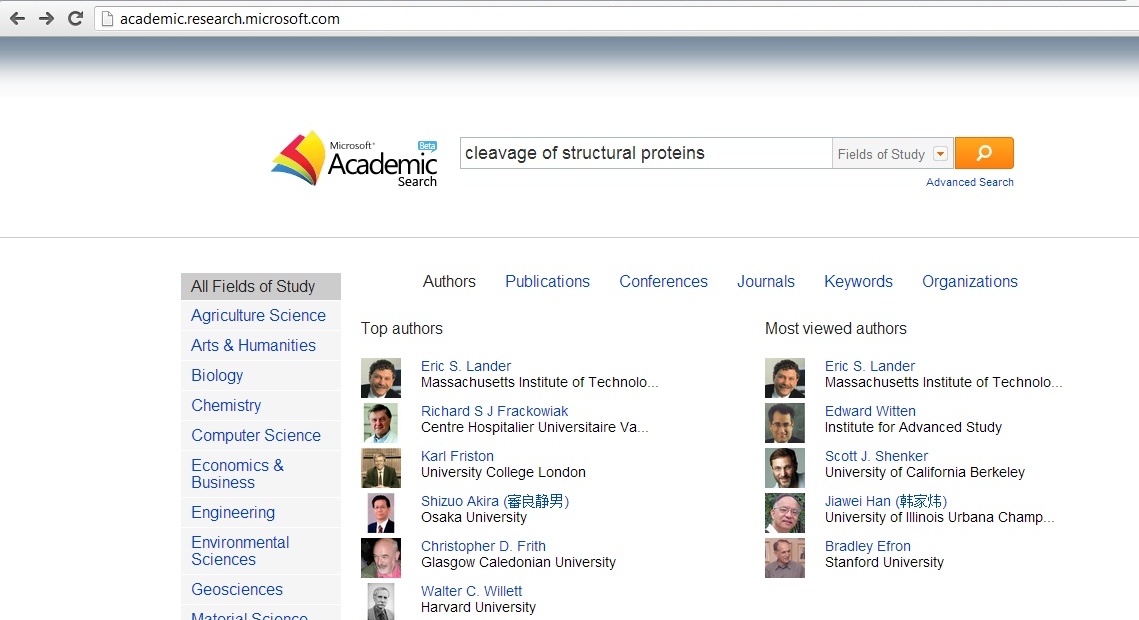 academic.research.microsoft.com
Microsoft®
Beta
Academic
Search
cleavage of structural proteins
Fields of Study
Advanced Search
All Fields of Study
Agriculture Science
Arts & Humanities
Biology
Chemistry
Computer Science
Economics &
Business
Engineering
Environmental
Sciences
Geosciences
Material Science
Authors Publications Conferences Journals Keywords Organizations
Top authors
Eric S. Lander
Massachusetts Institute of Technolo...
Richard S J Frackowiak
Centre Hospitalier Universitaire Va...
Karl Friston
University College London
Shizuo Akira (審良静男)
Osaka University
Christopher D. Frith
Glasgow Caledonian University
Walter C. Willett
Harvard University
Most viewed authors
Eric S. Lander
Massachusetts Institute of Technolo...
Edward Witten
Institute for Advanced Study
Scott J. Shenker
University of California Berkeley
Jiawei Han (韩家炜)
University of Illinois Urbana Champ...
Bradley Efron
Stanford University